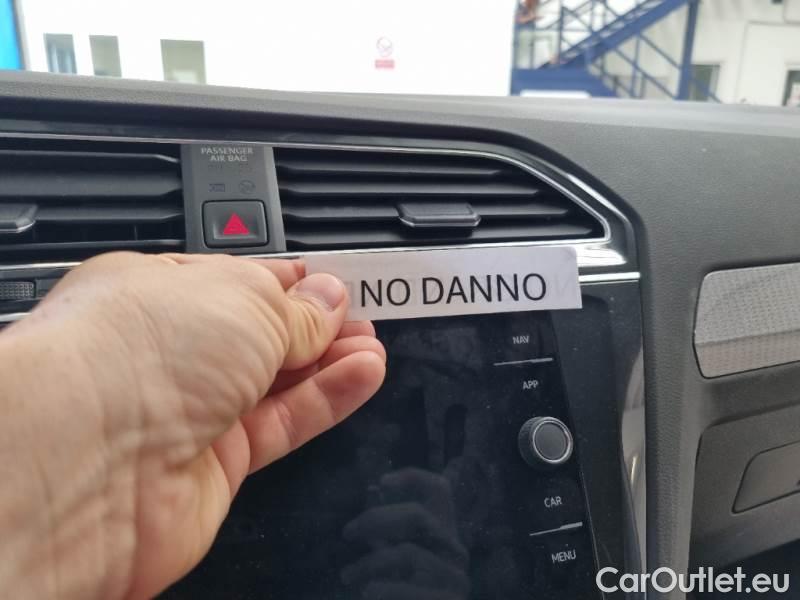 PASSENGER
AIR BAG
NO DANNO
NAV
APP
CAR
MENU
CarOutlet.eu